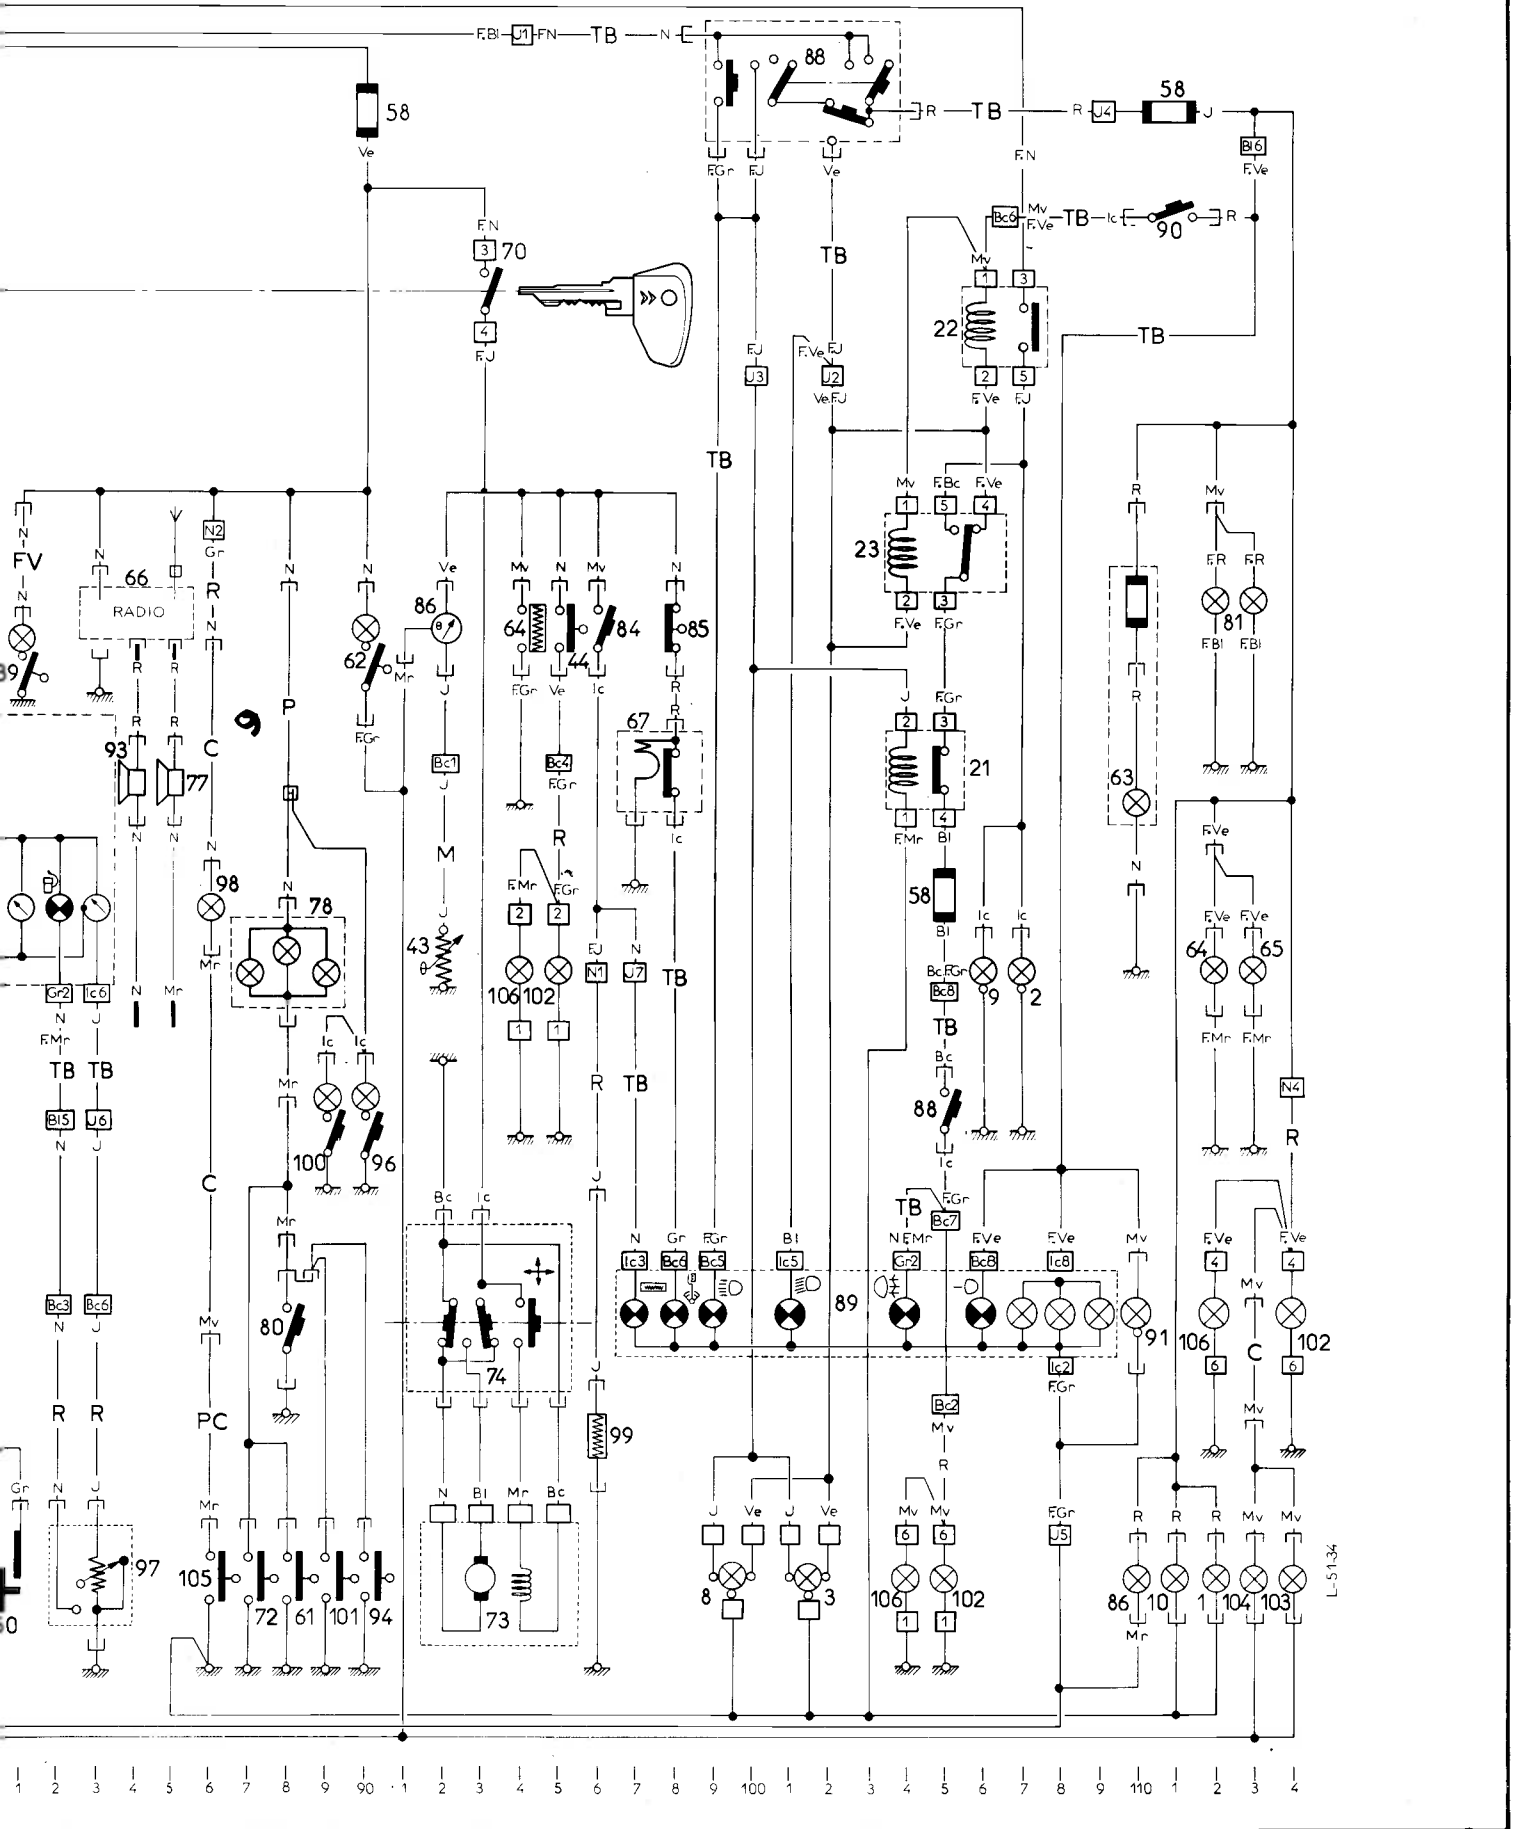 F.Bl J1 F.N TB N 88
58 R TB R J4 58 J
Ve F.N Bl6
F.Gr F.J Ve F.Ve
F.N Bc6 Mv F.Ve TB Ic R
3 70 90
TB Mv
1 3
4 22 TB
F.J F.J F.Ve F.J
J3 J2 2 5
Ve F.J F.Ve F.J
TB
Mv F.Bc F.Ve R Mv
N N2 1 5 4
Gr
FV N 66 R N N Ve Mv N Mv N 23 F.R F.R
N RADIO N 86 θ 64 44 84 85 2 3 81
F.Ve F.Gr F.Bl F.Bl
89 R R 62 Mr J F.Gr Ve Ic R J F.Gr R
R R P F.Gr R 2 3
93 77 C 9 Bc1 Bc4 67 21 63
N N J F.Gr Ic 1 4
N M R F.Mr Bl F.Ve N
98 N 78 J F.Mr F.Gr 58
2 2 Bl Ic Ic F.Ve F.Ve
Mr 43 θ F.J N Bc F.Gr 64 65
Gr2 Ic6 N Mr 106 102 N1 J7 TB Bc8 9 2
N J Ic Ic 1 1 TB F.Mr F.Mr
F.Mr
TB TB Mr R TB Bc N4
Bl5 J6 88 R
N J 100 96 Ic
C Bc Ic J TB F.Gr
Mr N Gr F.Gr Bl N F.Mr Bc7 F.Ve F.Ve Mv F.Ve F.Ve
Ic3 Bc6 Bc5 Ic5 Gr2 Bc8 Ic8 4 Mv 4
Bc3 Bc6 Mv 80 89 91 106 C 102
N J 74 J Ic2 6 6
F.Gr
R R PC 99 Bc2 Mv
Mv
Gr N J Mr N Bl Mr Bc J Ve J Ve Mv Mv R F.Gr R R R Mv Mv
6 6 J5
97 105 72 61 101 94 73 8 3 106 102 86 10 1 104 103
1 1 Mr
L-51-34
1 2 3 4 5 6 7 8 9 90 1 2 3 4 5 6 7 8 9 100 1 2 3 4 5 6 7 8 9 110 1 2 3 4